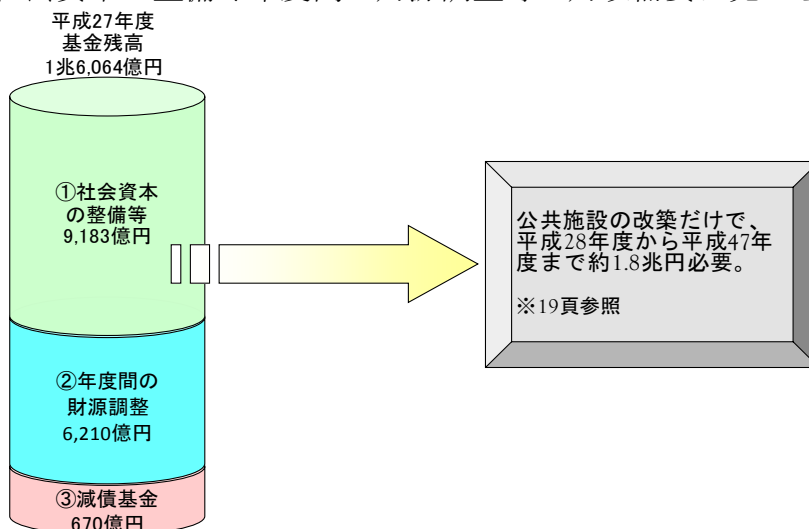 平成27年度
基金残高
1兆6,064億円
①社会資本
の整備等
9,183億円
②年度間の
財源調整
6,210億円
③減債基金
670億円
公共施設の改築だけで、
平成28年度から平成47年
度まで約1.8兆円必要。
※19頁参照